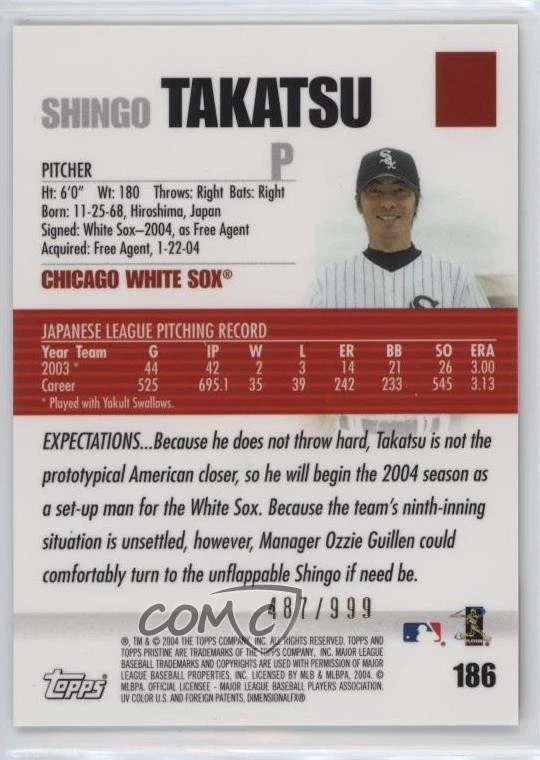 SHINGO TAKATSU
P
PITCHER
Ht: 6'0" Wt: 180 Throws: Right Bats: Right
Born: 11-25-68, Hiroshima, Japan
Signed: White Sox–2004, as Free Agent
Acquired: Free Agent, 1-22-04
CHICAGO WHITE SOX®
JAPANESE LEAGUE PITCHING RECORD
Year Team G IP W L ER BB SO ERA
2003 * 44 42 2 3 14 21 26 3.00
Career 525 695.1 35 39 242 233 545 3.13
* Played with Yakult Swallows.
EXPECTATIONS...Because he does not throw hard, Takatsu is not the
prototypical American closer, so he will begin the 2004 season as
a set-up man for the White Sox. Because the team's ninth-inning
situation is unsettled, however, Manager Ozzie Guillen could
comfortably turn to the unflappable Shingo if need be.
487/999
COMC
®, TM & © 2004 THE TOPPS COMPANY, INC. ALL RIGHTS RESERVED. TOPPS AND
TOPPS PRISTINE ARE TRADEMARKS OF THE TOPPS COMPANY, INC. MAJOR LEAGUE
BASEBALL TRADEMARKS AND COPYRIGHTS ARE USED WITH PERMISSION OF MAJOR
LEAGUE BASEBALL PROPERTIES, INC. LICENSED BY MLB & MLBPA, 2004. ©
MLBPA. OFFICIAL LICENSEE - MAJOR LEAGUE BASEBALL PLAYERS ASSOCIATION.
UV COLOR U.S. AND FOREIGN PATENTS, DIMENSIONALFX®
topps
186